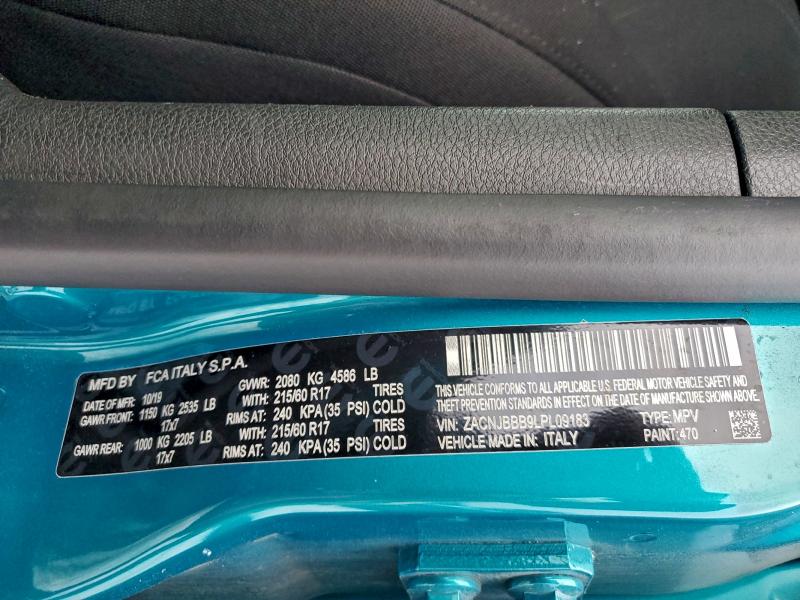 MFD BY FCA ITALY S.P.A.
DATE OF MFR: 10/19 GWWR: 2080 KG 4586 LB
GAWR FRONT: 1150 KG 2535 LB WITH: 215/60 R17 TIRES
17x7 RIMS AT: 240 KPA (35 PSI) COLD
GAWR REAR: 1000 KG 2205 LB WITH: 215/60 R17 TIRES
17x7 RIMS AT: 240 KPA (35 PSI) COLD
THIS VEHICLE CONFORMS TO ALL APPLICABLE U.S. FEDERAL MOTOR VEHICLE SAFETY AND
THEFT PREVENTION STANDARDS IN EFFECT ON THE DATE OF MANUFACTURE SHOWN ABOVE.
VIN: ZACNJBBB9LPL09183 TYPE: MPV
VEHICLE MADE IN: ITALY PAINT: 470